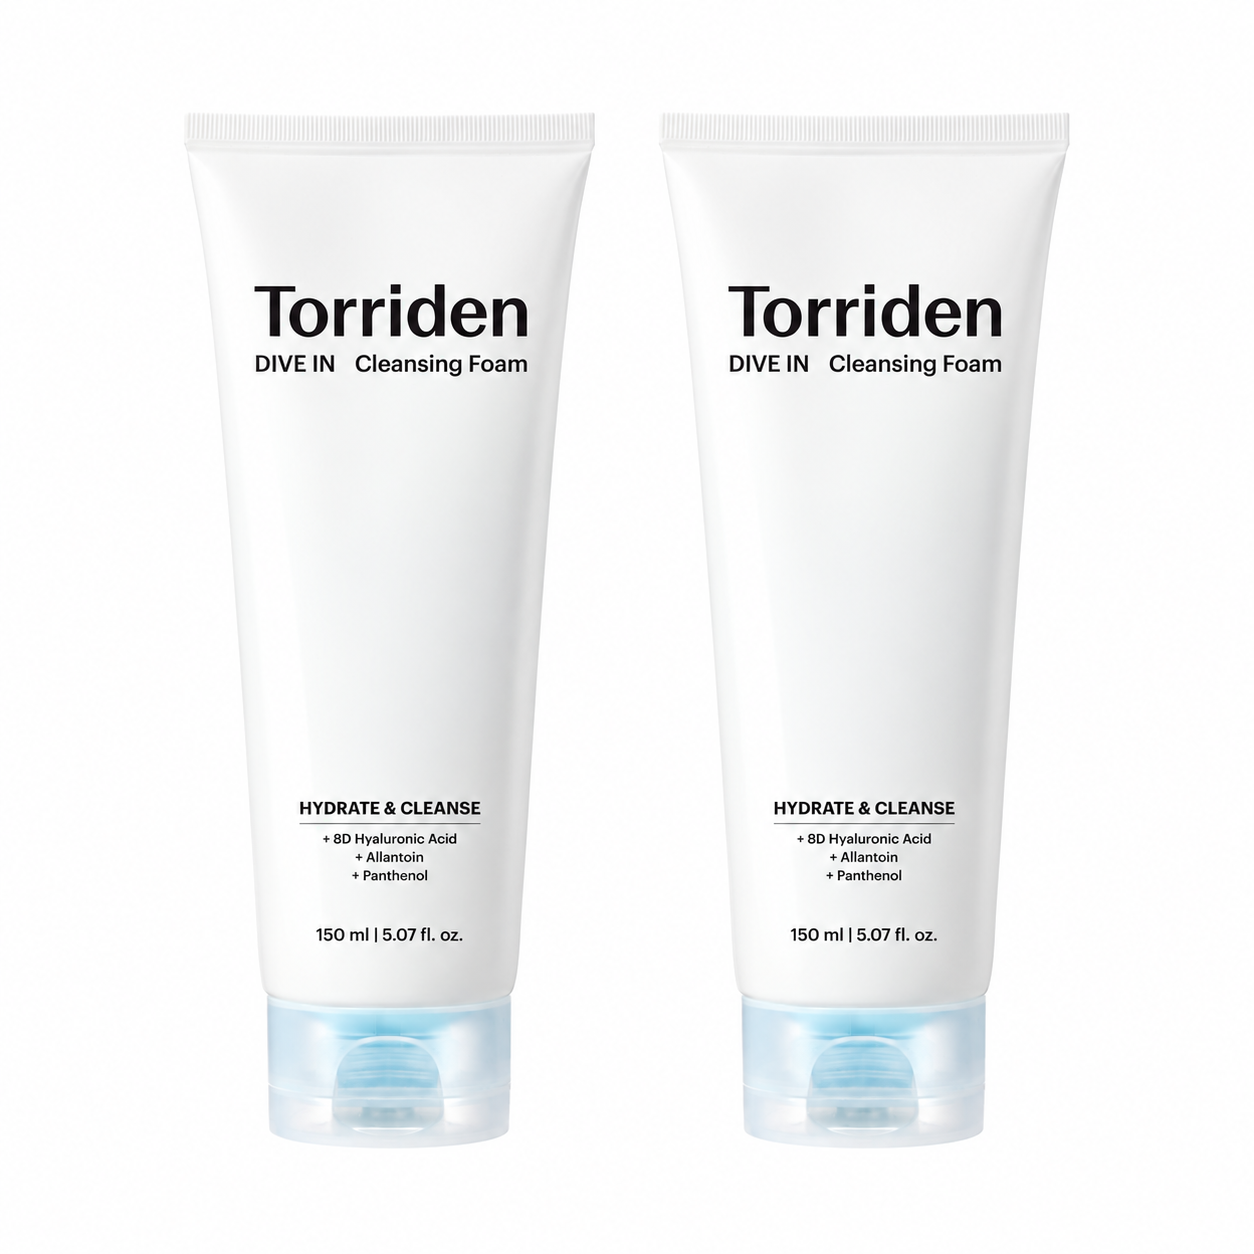 Torriden
DIVE IN Cleansing Foam
HYDRATE & CLEANSE
+ 8D Hyaluronic Acid
+ Allantoin
+ Panthenol
150 ml | 5.07 fl. oz.
Torriden
DIVE IN Cleansing Foam
HYDRATE & CLEANSE
+ 8D Hyaluronic Acid
+ Allantoin
+ Panthenol
150 ml | 5.07 fl. oz.